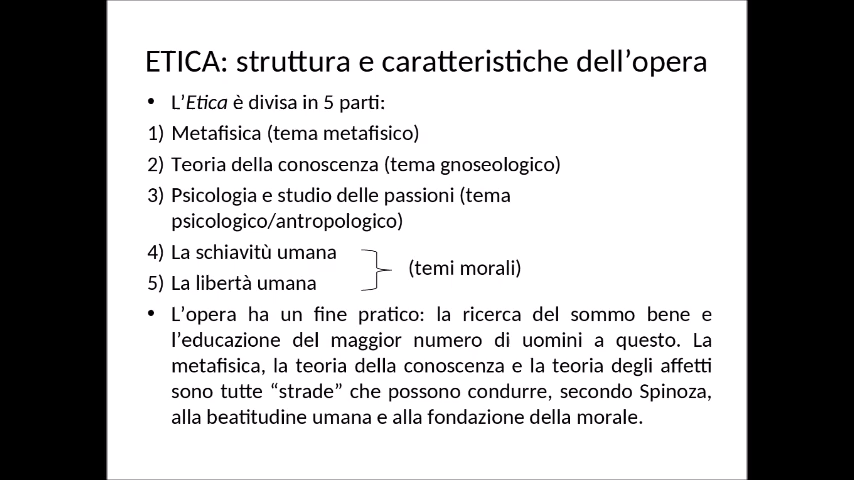 ETICA: struttura e caratteristiche dell’opera
• L’Etica è divisa in 5 parti:
1) Metafisica (tema metafisico)
2) Teoria della conoscenza (tema gnoseologico)
3) Psicologia e studio delle passioni (tema
psicologico/antropologico)
4) La schiavitù umana
(temi morali)
5) La libertà umana
• L’opera ha un fine pratico: la ricerca del sommo bene e
l’educazione del maggior numero di uomini a questo. La
metafisica, la teoria della conoscenza e la teoria degli affetti
sono tutte “strade” che possono condurre, secondo Spinoza,
alla beatitudine umana e alla fondazione della morale.